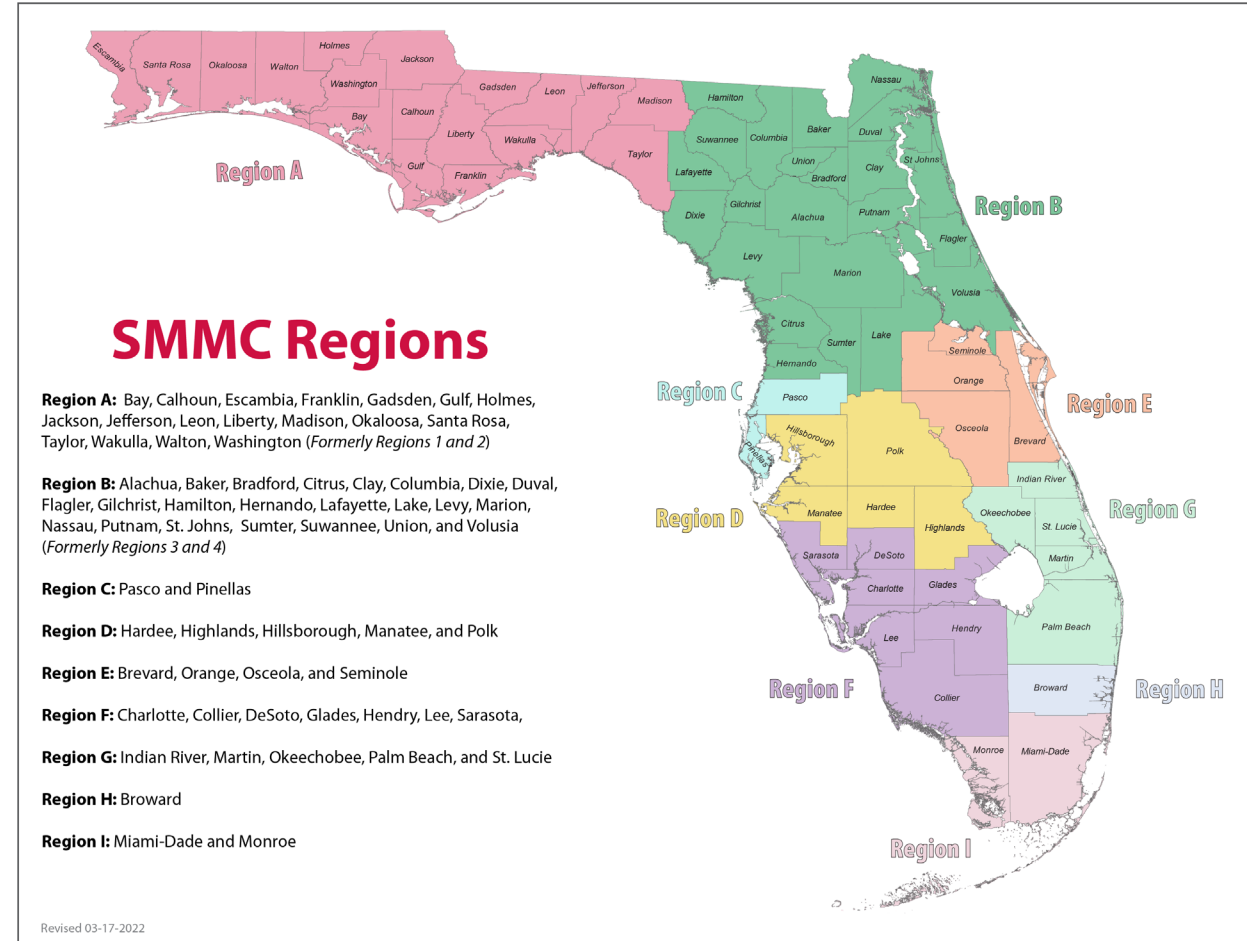 Escambia
Santa Rosa
Okaloosa
Walton
Holmes
Jackson
Washington
Bay
Calhoun
Gulf
Liberty
Gadsden
Leon
Wakulla
Franklin
Jefferson
Madison
Taylor
Region A
Nassau
Hamilton
Suwannee
Columbia
Baker
Duval
Union
Bradford
Clay
St Johns
Lafayette
Dixie
Gilchrist
Alachua
Putnam
Flagler
Region B
Levy
Marion
Volusia
Citrus
Sumter
Lake
Hernando
SMMC Regions
Seminole
Orange
Region C
Pasco
Region E
Osceola
Brevard
Hillsborough
Pinellas
Polk
Indian River
Region D
Manatee
Hardee
Highlands
Okeechobee
St. Lucie
Region G
Sarasota
DeSoto
Martin
Charlotte
Glades
Lee
Hendry
Palm Beach
Region F
Collier
Broward
Region H
Monroe
Miami-Dade
Region I
Region A: Bay, Calhoun, Escambia, Franklin, Gadsden, Gulf, Holmes,
Jackson, Jefferson, Leon, Liberty, Madison, Okaloosa, Santa Rosa,
Taylor, Wakulla, Walton, Washington (Formerly Regions 1 and 2)
Region B: Alachua, Baker, Bradford, Citrus, Clay, Columbia, Dixie, Duval,
Flagler, Gilchrist, Hamilton, Hernando, Lafayette, Lake, Levy, Marion,
Nassau, Putnam, St. Johns, Sumter, Suwannee, Union, and Volusia
(Formerly Regions 3 and 4)
Region C: Pasco and Pinellas
Region D: Hardee, Highlands, Hillsborough, Manatee, and Polk
Region E: Brevard, Orange, Osceola, and Seminole
Region F: Charlotte, Collier, DeSoto, Glades, Hendry, Lee, Sarasota,
Region G: Indian River, Martin, Okeechobee, Palm Beach, and St. Lucie
Region H: Broward
Region I: Miami-Dade and Monroe
Revised 03-17-2022